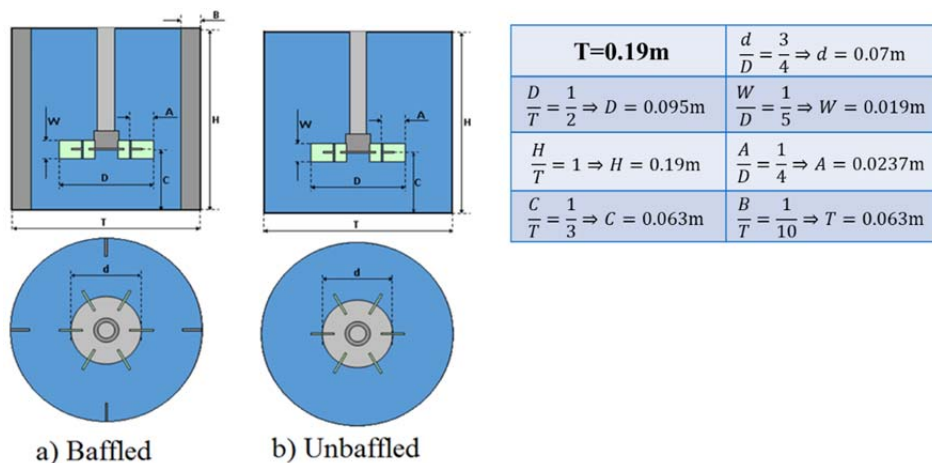 B
W
A
H
D
C
T
d
a) Baffled
W
A
H
D
C
T
d
b) Unbaffled
T=0.19m
d/D = 3/4 ⇒ d = 0.07m
D/T = 1/2 ⇒ D = 0.095m
W/D = 1/5 ⇒ W = 0.019m
H/T = 1 ⇒ H = 0.19m
A/D = 1/4 ⇒ A = 0.0237m
C/T = 1/3 ⇒ C = 0.063m
B/T = 1/10 ⇒ T = 0.063m